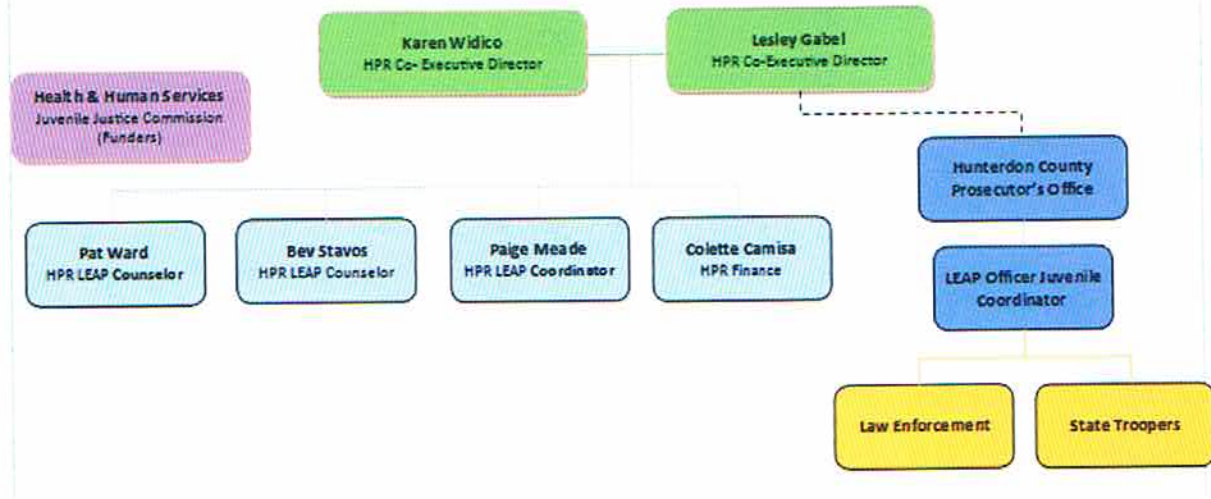 Karen Widico
HPR Co- Executive Director
Lesley Gabel
HPR Co-Executive Director
Health & Human Services
Juvenile Justice Commission
(Funders)
Hunterdon County
Prosecutor's Office
Pat Ward
HPR LEAP Counselor
Bev Stavos
HPR LEAP Counselor
Paige Meade
HPR LEAP Coordinator
Colette Camisa
HPR Finance
LEAP Officer Juvenile
Coordinator
Law Enforcement
State Troopers